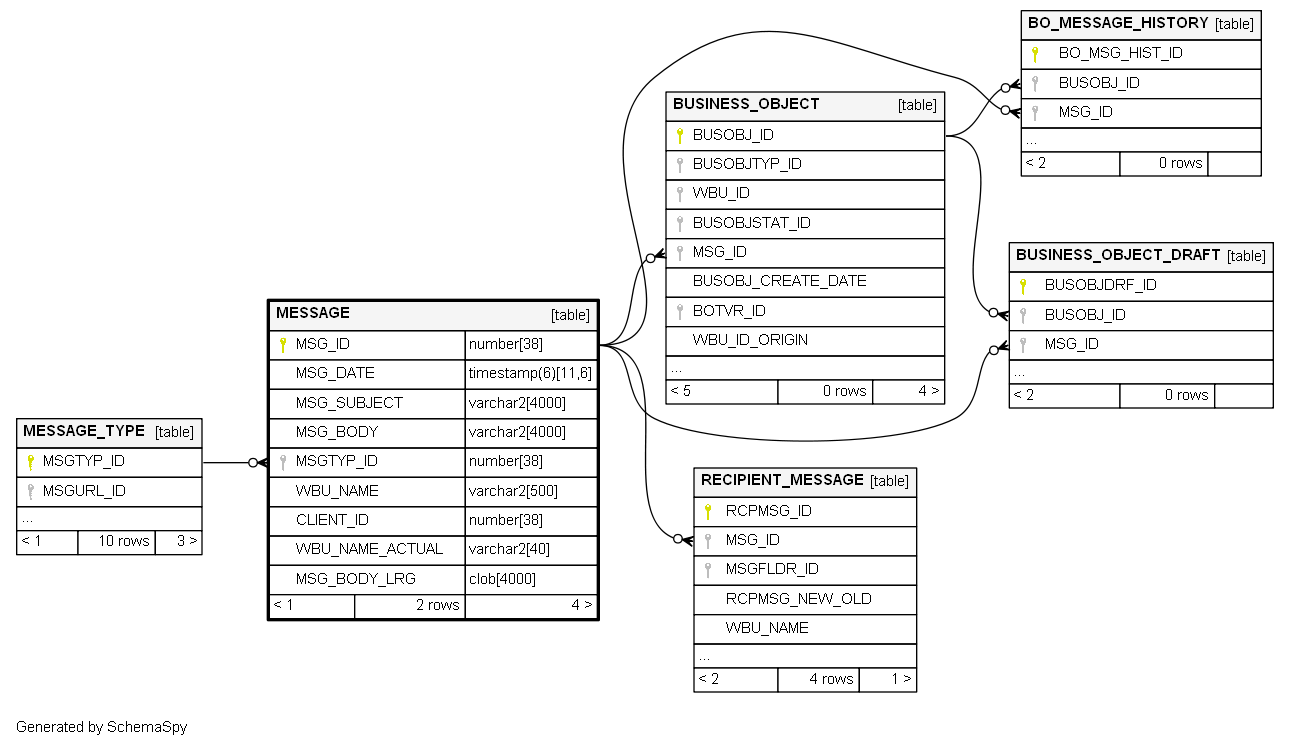 BO_MESSAGE_HISTORY [table]
BO_MSG_HIST_ID
BUSOBJ_ID
MSG_ID
...
< 2 0 rows
BUSINESS_OBJECT [table]
BUSOBJ_ID
BUSOBJTYP_ID
WBU_ID
BUSOBJSTAT_ID
MSG_ID
BUSOBJ_CREATE_DATE
BOTVR_ID
WBU_ID_ORIGIN
...
< 5 0 rows 4 >
BUSINESS_OBJECT_DRAFT [table]
BUSOBJDRF_ID
BUSOBJ_ID
MSG_ID
...
< 2 0 rows
MESSAGE [table]
MSG_ID number[38]
MSG_DATE timestamp(6)[11,6]
MSG_SUBJECT varchar2[4000]
MSG_BODY varchar2[4000]
MSGTYP_ID number[38]
WBU_NAME varchar2[500]
CLIENT_ID number[38]
WBU_NAME_ACTUAL varchar2[40]
MSG_BODY_LRG clob[4000]
< 1 2 rows 4 >
MESSAGE_TYPE [table]
MSGTYP_ID
MSGURL_ID
...
< 1 10 rows 3 >
RECIPIENT_MESSAGE [table]
RCPMSG_ID
MSG_ID
MSGFLDR_ID
RCPMSG_NEW_OLD
WBU_NAME
...
< 2 4 rows 1 >
Generated by SchemaSpy